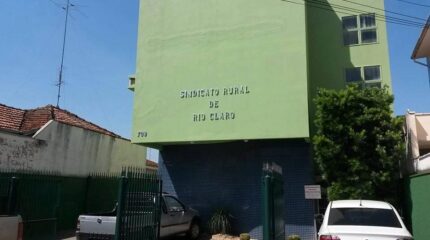 SINDICATO RURAL
DE
RIO CLARO